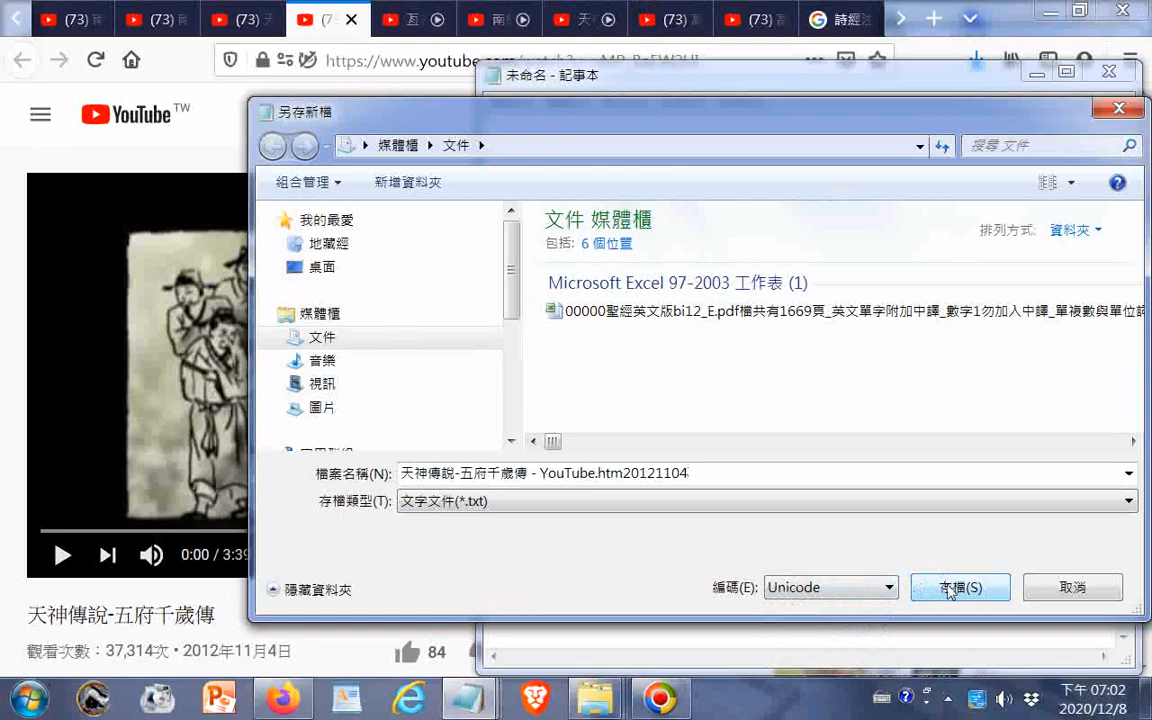 (73)
(73)
(73) 天
(7
亙
南
天
(73)
(73)
詩經注
https://www.youtube
未命名 - 記事本
YouTube TW
另存新檔
媒體櫃
文件
搜尋 文件
組合管理
新增資料夾
我的最愛
地藏經
桌面
媒體櫃
文件
音樂
視訊
圖片
文件 媒體櫃
包括: 6 個位置
排列方式:
資料夾
Microsoft Excel 97-2003 工作表 (1)
00000聖經英文版bi12_E.pdf檔共有1669頁_英文單字附加中譯_數字1勿加入中譯_單複數與單位詞
檔案名稱(N):
天神傳說-五府千歲傳 - YouTube.htm20121104
存檔類型(T):
文字文件(*.txt)
0:00 / 3:39
隱藏資料夾
編碼(E):
Unicode
存檔(S)
取消
天神傳說-五府千歲傳
觀看次數：37,314次 • 2012年11月4日
84
下午 07:02
2020/12/8